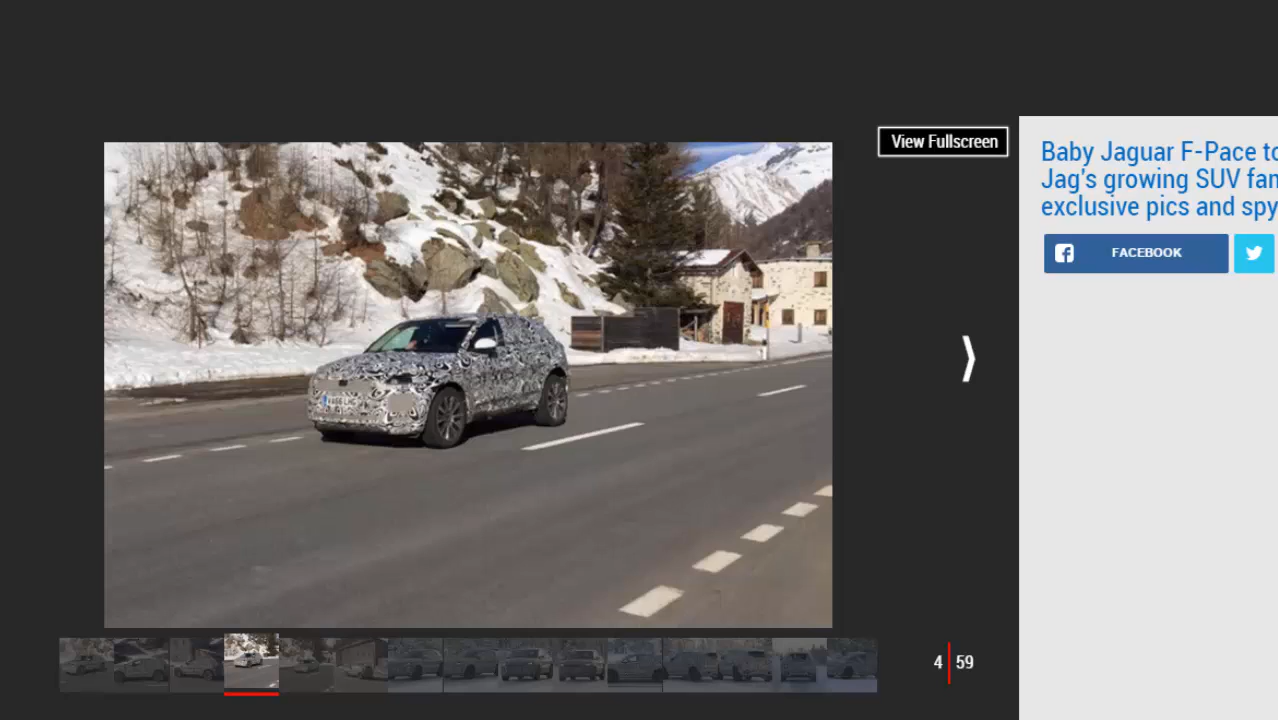 View Fullscreen
Baby Jaguar F-Pace to
Jag's growing SUV fan
exclusive pics and spy
FACEBOOK
4 59